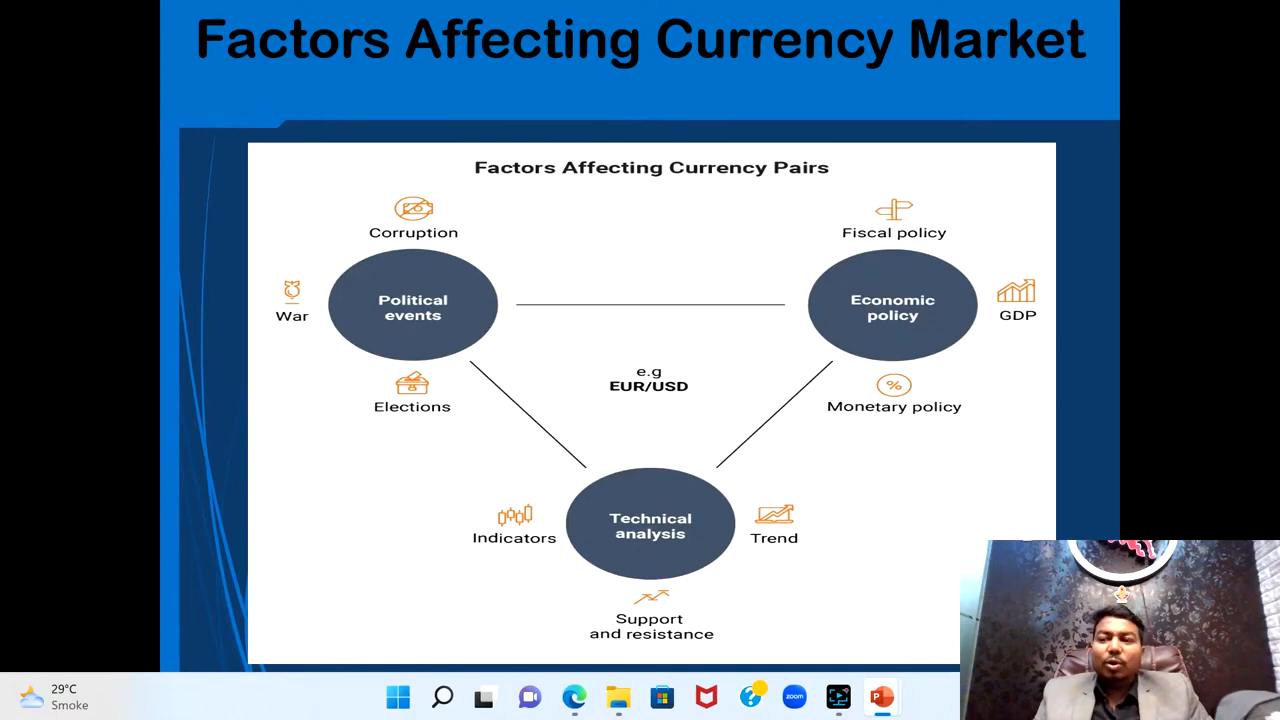 Factors Affecting Currency Market
Factors Affecting Currency Pairs
Corruption
Fiscal policy
War
Political
events
Economic
policy
GDP
e.g
EUR/USD
Elections
Monetary policy
Indicators
Technical
analysis
Trend
Support
and resistance
29°C
Smoke
zoom